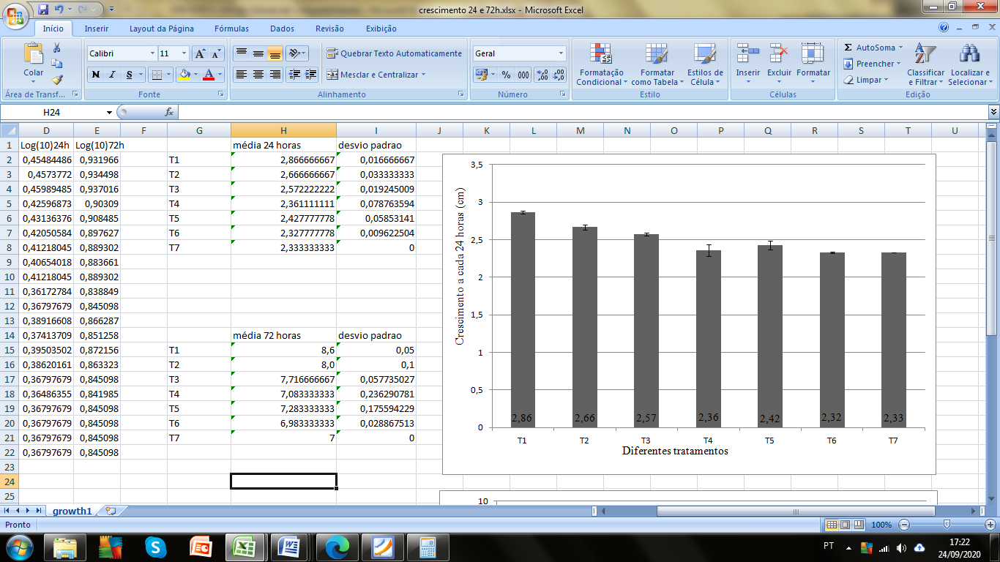 crescimento 24 e 72h.xlsx - Microsoft Excel
Início Inserir Layout da Página Fórmulas Dados Revisão Exibição
Colar
Calibri 11
N I S
Quebrar Texto Automaticamente
Mesclar e Centralizar
Geral
% 000
Formatação Condicional
Formatar como Tabela
Estilos de Célula
Inserir Excluir Formatar
Σ AutoSoma
Preencher
Limpar
Classificar e Filtrar
Localizar e Selecionar
Área de Transf... Fonte Alinhamento Número Estilo Células Edição
H24 fx
D E F G H I J K L M N O P Q R S T U
1 Log(10)24h Log(10)72h média 24 horas desvio padrao
2 0,45484486 0,931966 T1 2,866666667 0,016666667
3 0,4573772 0,934498 T2 2,666666667 0,033333333
4 0,45989485 0,937016 T3 2,572222222 0,019245009
5 0,42596873 0,90309 T4 2,361111111 0,078763594
6 0,43136376 0,908485 T5 2,427777778 0,05853141
7 0,42050584 0,897627 T6 2,327777778 0,009622504
8 0,41218045 0,889302 T7 2,333333333 0
9 0,40654018 0,883661
10 0,41218045 0,889302
11 0,36172784 0,838849
12 0,36797679 0,845098
13 0,38916608 0,866287
14 0,37413709 0,851258 média 72 horas desvio padrao
15 0,39503502 0,872156 T1 8,6 0,05
16 0,38620161 0,863323 T2 8,0 0,1
17 0,36797679 0,845098 T3 7,716666667 0,057735027
18 0,36486355 0,841985 T4 7,083333333 0,236290781
19 0,36797679 0,845098 T5 7,283333333 0,175594229
20 0,36797679 0,845098 T6 6,983333333 0,028867513
21 0,36797679 0,845098 T7 7 0
22 0,36797679 0,845098
23
24
25
Crescimento a cada 24 horas (cm)
3,5
3
2,5
2
1,5
1
0,5
0
2,86 2,66 2,57 2,36 2,42 2,32 2,33
T1 T2 T3 T4 T5 T6 T7
Diferentes tratamentos
10
growth1
Pronto 100%
PT 17:22
24/09/2020